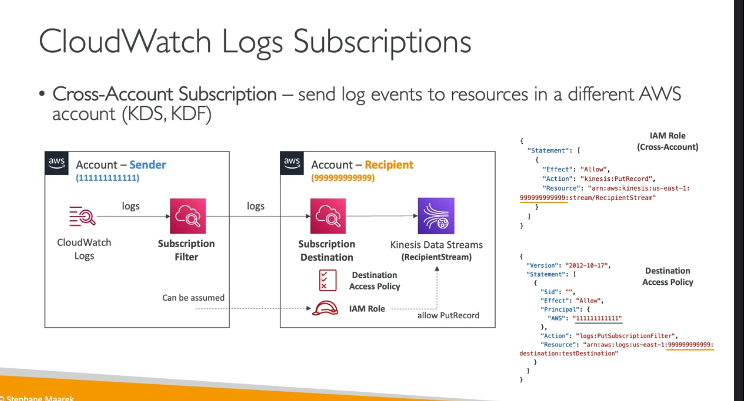 CloudWatch Logs Subscriptions
• Cross-Account Subscription – send log events to resources in a different AWS
account (KDS, KDF)
aws
Account – Sender
(111111111111)
logs
CloudWatch
Logs
Subscription
Filter
logs
Can be assumed
aws
Account – Recipient
(999999999999)
Subscription
Destination
Kinesis Data Streams
(RecipientStream)
Destination
Access Policy
IAM Role
allow PutRecord
IAM Role
(Cross-Account)
{
"Statement": [
{
"Effect": "Allow",
"Action": "kinesis:PutRecord",
"Resource": "arn:aws:kinesis:us-east-1:
999999999999:stream/RecipientStream"
}
]
}
Destination
Access Policy
{
"Version": "2012-10-17",
"Statement": [
{
"Sid": "",
"Effect": "Allow",
"Principal": {
"AWS": "111111111111"
},
"Action": "logs:PutSubscriptionFilter",
"Resource": "arn:aws:logs:us-east-1:999999999999:
destination:testDestination"
}
]
}
© Stephane Maarek